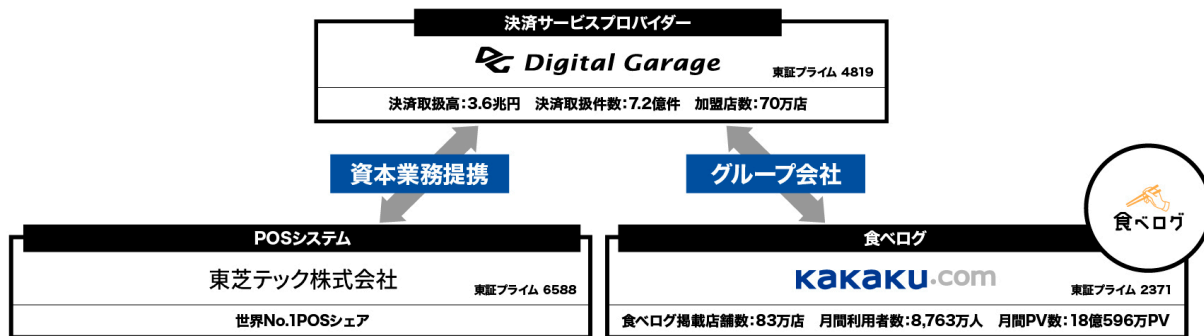 決済サービスプロバイダー
DG Digital Garage
東証プライム 4819
決済取扱高:3.6兆円 決済取扱件数:7.2億件 加盟店数:70万店
資本業務提携
グループ会社
食べログ
POSシステム
東芝テック株式会社
東証プライム 6588
世界No.1POSシェア
食べログ
kakaku.com
東証プライム 2371
食べログ掲載店舗数:83万店 月間利用者数:8,763万人 月間PV数:18億596万PV